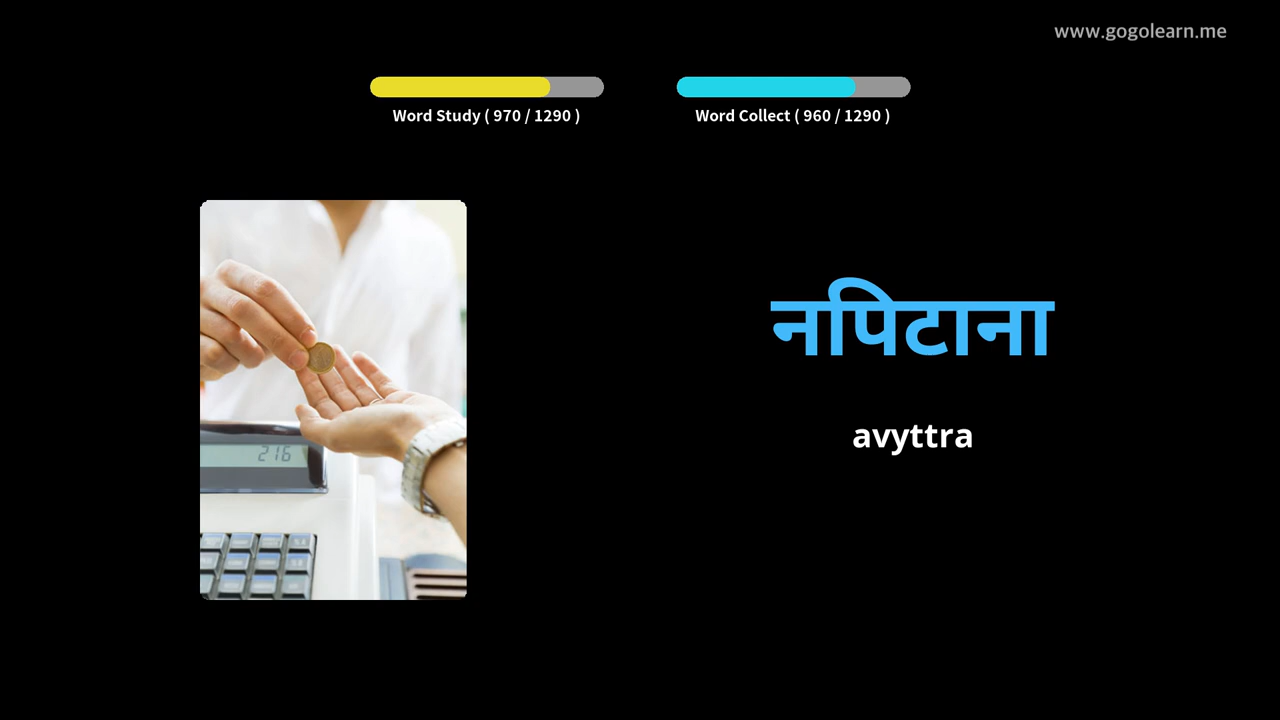 www.gogolearn.me
Word Study ( 970 / 1290 )
Word Collect ( 960 / 1290 )
नपिटाना
avyttra
216